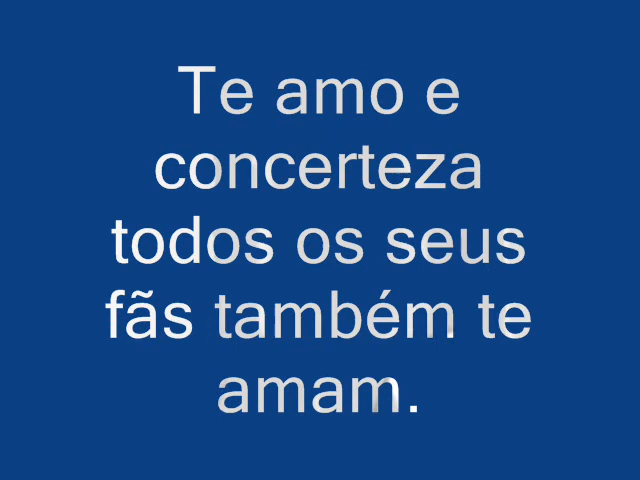 Te amo e
concerteza
todos os seus
fãs também te
amam.